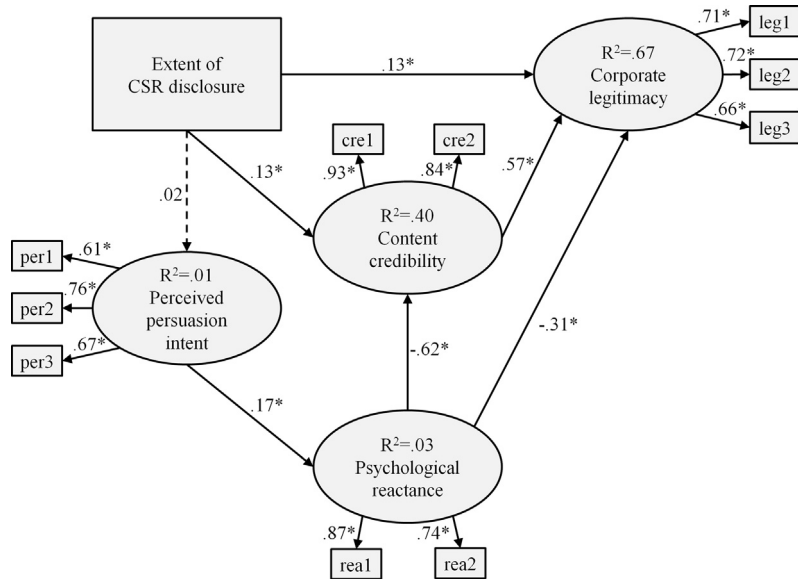 Extent of
CSR disclosure
.13*
R²=.67
Corporate
legitimacy
.71*
leg1
.72*
leg2
.66*
leg3
.02
.13*
cre1
cre2
.93*
.84*
.57*
R²=.40
Content
credibility
per1
.61*
per2
.76*
per3
.67*
R²=.01
Perceived
persuasion
intent
-.62*
-.31*
.17*
R²=.03
Psychological
reactance
.87*
.74*
rea1
rea2